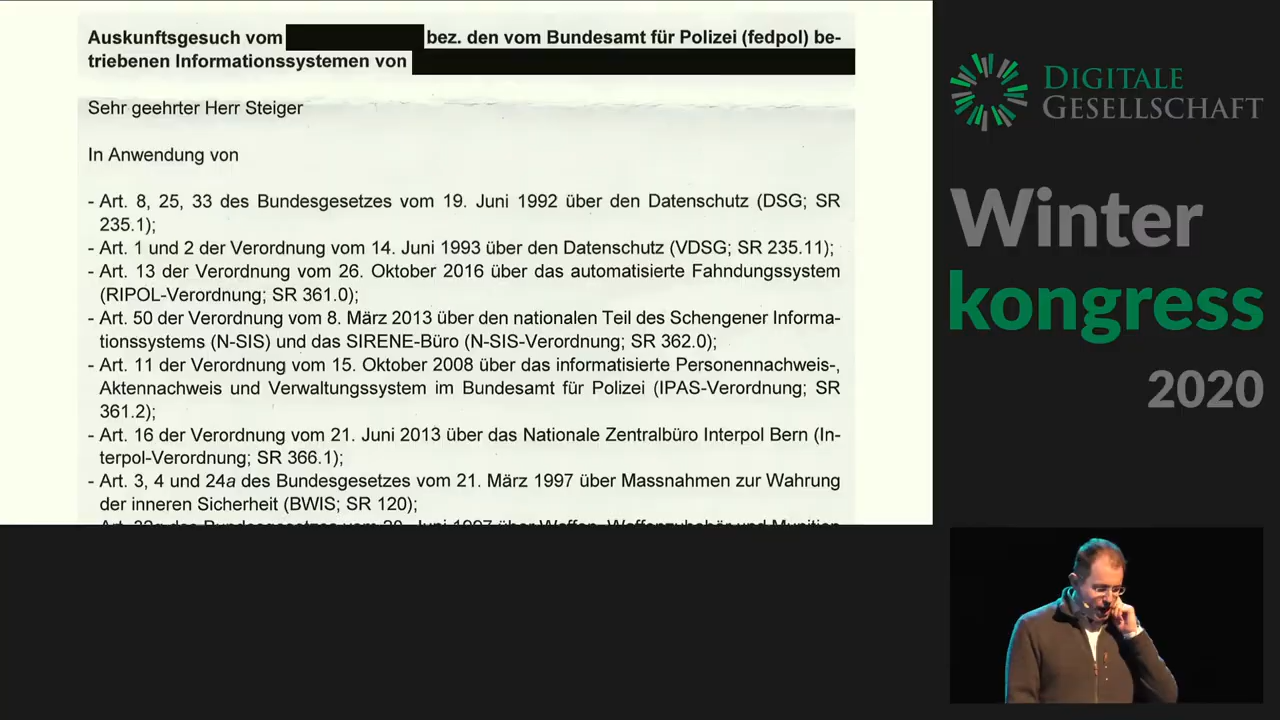 Auskunftsgesuch vom bez. den vom Bundesamt für Polizei (fedpol) be-
triebenen Informationssystemen von
Sehr geehrter Herr Steiger
In Anwendung von
- Art. 8, 25, 33 des Bundesgesetzes vom 19. Juni 1992 über den Datenschutz (DSG; SR
235.1);
- Art. 1 und 2 der Verordnung vom 14. Juni 1993 über den Datenschutz (VDSG; SR 235.11);
- Art. 13 der Verordnung vom 26. Oktober 2016 über das automatisierte Fahndungssystem
(RIPOL-Verordnung; SR 361.0);
- Art. 50 der Verordnung vom 8. März 2013 über den nationalen Teil des Schengener Informa-
tionssystems (N-SIS) und das SIRENE-Büro (N-SIS-Verordnung; SR 362.0);
- Art. 11 der Verordnung vom 15. Oktober 2008 über das informatisierte Personennachweis-,
Aktennachweis und Verwaltungssystem im Bundesamt für Polizei (IPAS-Verordnung; SR
361.2);
- Art. 16 der Verordnung vom 21. Juni 2013 über das Nationale Zentralbüro Interpol Bern (In-
terpol-Verordnung; SR 366.1);
- Art. 3, 4 und 24a des Bundesgesetzes vom 21. März 1997 über Massnahmen zur Wahrung
der inneren Sicherheit (BWIS; SR 120);
DIGITALE
GESELLSCHAFT
Winter
kongress
2020